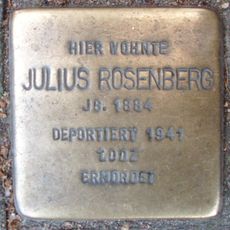 HIER WOHNTE
JULIUS ROSENBERG
JG. 1884
DEPORTIERT 1941
ŁODZ
ERMORDET